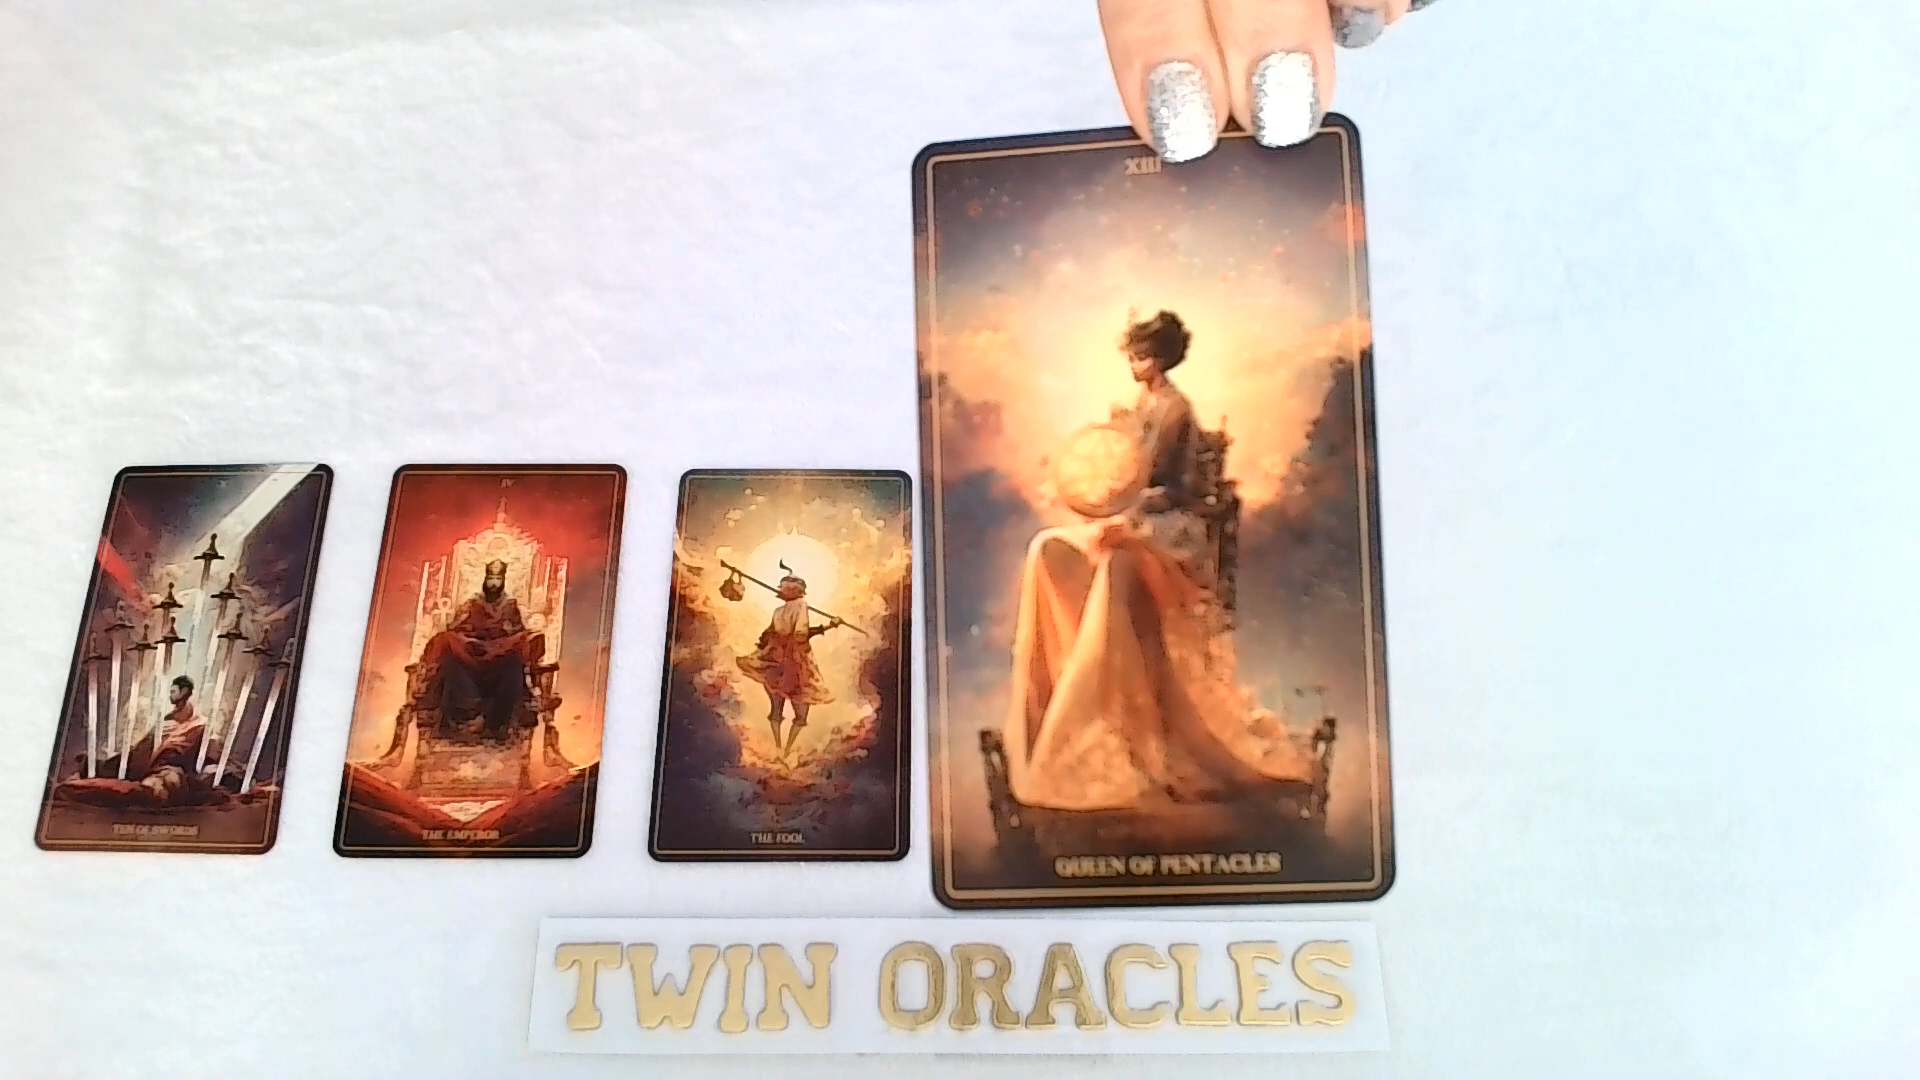 X
TEN OF SWORDS
IV
THE EMPEROR
THE FOOL
XIII
QUEEN OF PENTACLES
TWIN ORACLES